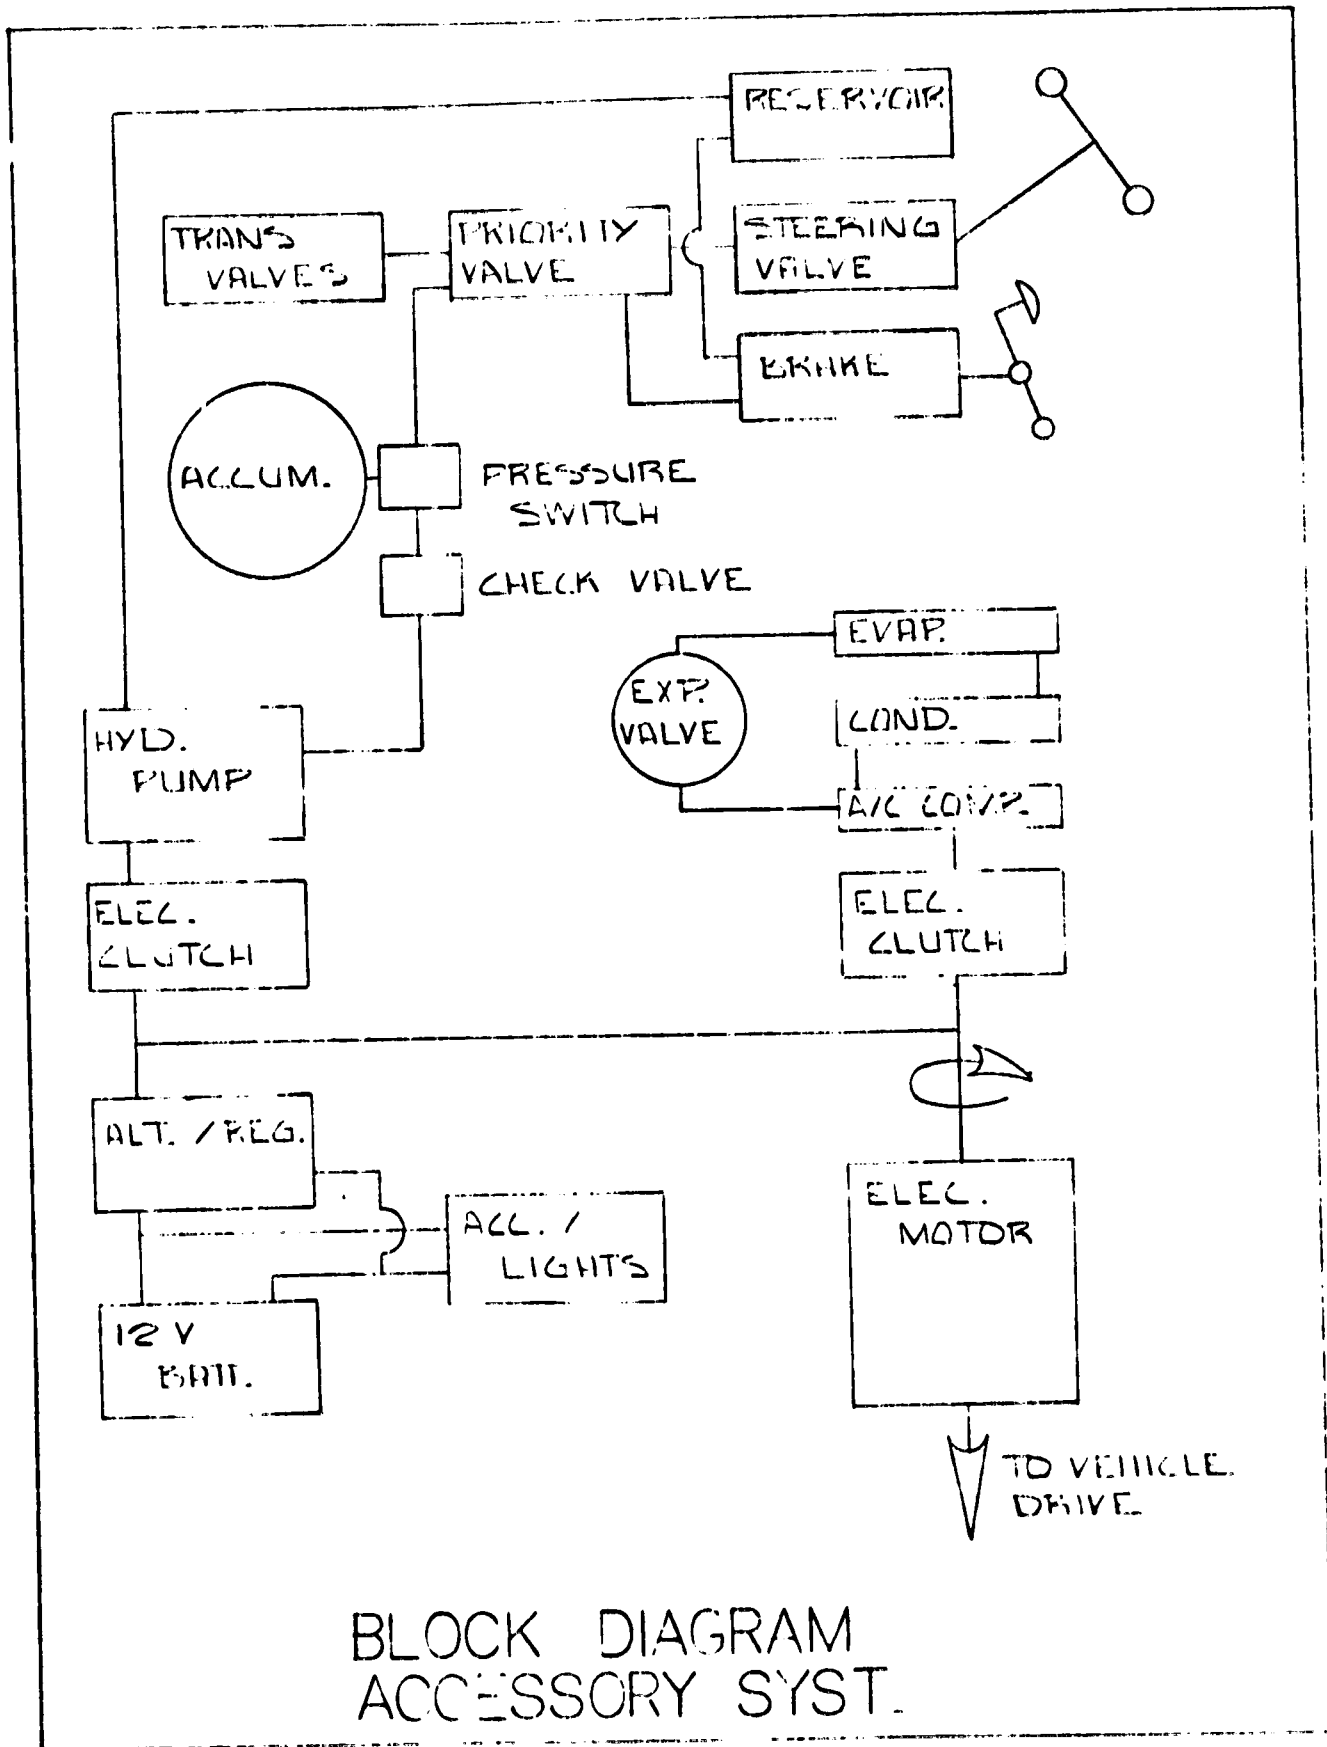 RESERVOIR
TRANS
VALVES
PRIORITY
VALVE
STEERING
VALVE
BRAKE
ACCUM.
PRESSURE
SWITCH
CHECK VALVE
EVAP.
EXP.
VALVE
COND.
HYD.
PUMP
A/C COMP.
ELEC.
CLUTCH
ELEC.
CLUTCH
ALT. / REG.
ELEC.
MOTOR
ACC. /
LIGHTS
12 V
BATT.
TO VEHICLE
DRIVE
BLOCK DIAGRAM
ACCESSORY SYST.